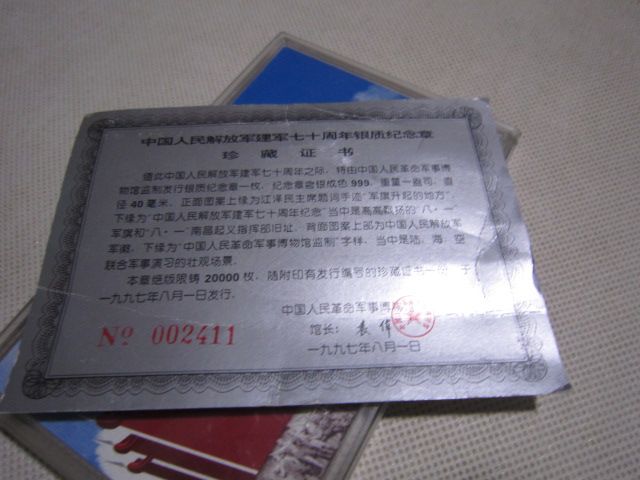 中国人民解放军建军七十周年银质纪念章
珍藏证书
值此中国人民解放军建军七十周年之际，特由中国人民革命军事博
物馆监制发行银质纪念章一枚，纪念章含银成色999，重量一盎司，直
径40毫米，正面图案上缘为江泽民主席题词手迹“军旗升起的地方”，
下缘为“中国人民解放军建军七十周年纪念”当中是高高飘扬的“八·一”
军旗和“八·一”南昌起义指挥部旧址，背面图案上部为中国人民解放军
军徽，下缘为“中国人民革命军事博物馆监制”字样，当中是陆、海、空
联合军事演习的壮观场景。
本章绝版限铸20000枚，随附印有发行编号的珍藏证书一份，于
一九九七年八月一日发行。
中国人民革命军事博
馆长：袁伟
Nº 002411
一九九七年八月一日